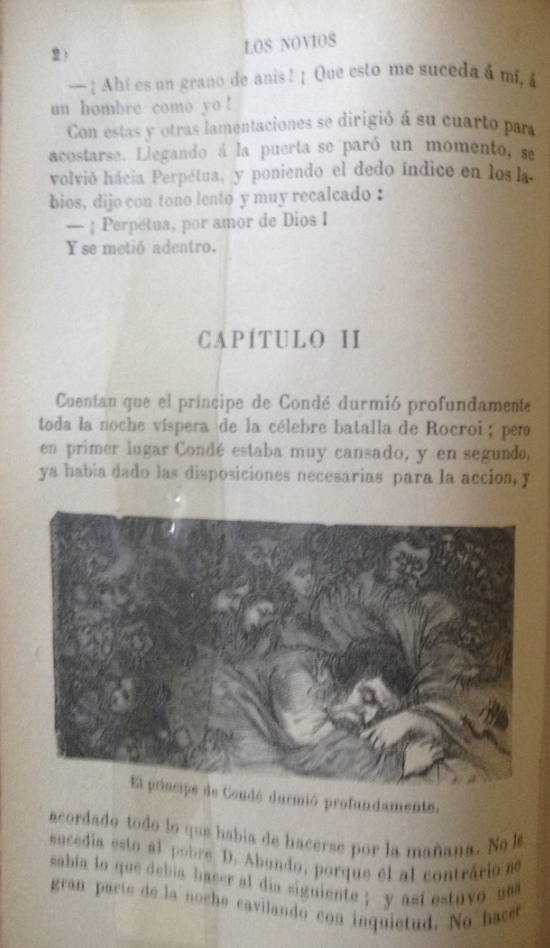 LOS NOVIOS
— ¡ Ahí es un grano de anis ! ¡ Que esto me suceda á mí, á
un hombre como yo !
Con estas y otras lamentaciones se dirigió á su cuarto para
acostarse. Llegando á la puerta se paró un momento, se
volvió hácia Perpétua, y poniendo el dedo índice en los la-
bios, dijo con tono lento y muy recalcado :
— ¡ Perpétua, por amor de Dios !
Y se metió adentro.
CAPÍTULO II
Cuentan que el príncipe de Condé durmió profundamente
toda la noche víspera de la célebre batalla de Rocroi ; pero
en primer lugar Condé estaba muy cansado, y en segundo,
ya habia dado las disposiciones necesarias para la accion, y
El príncipe de Condé durmió profundamente.
acordado todo lo que habia de hacerse por la mañana. No le
sucedia esto al pobre D. Abundo, porque él al contrário no
sabía lo que debia hacer al dia siguiente ; y así estuvo una
gran parte de la noche cavilando con inquietud. No hacer